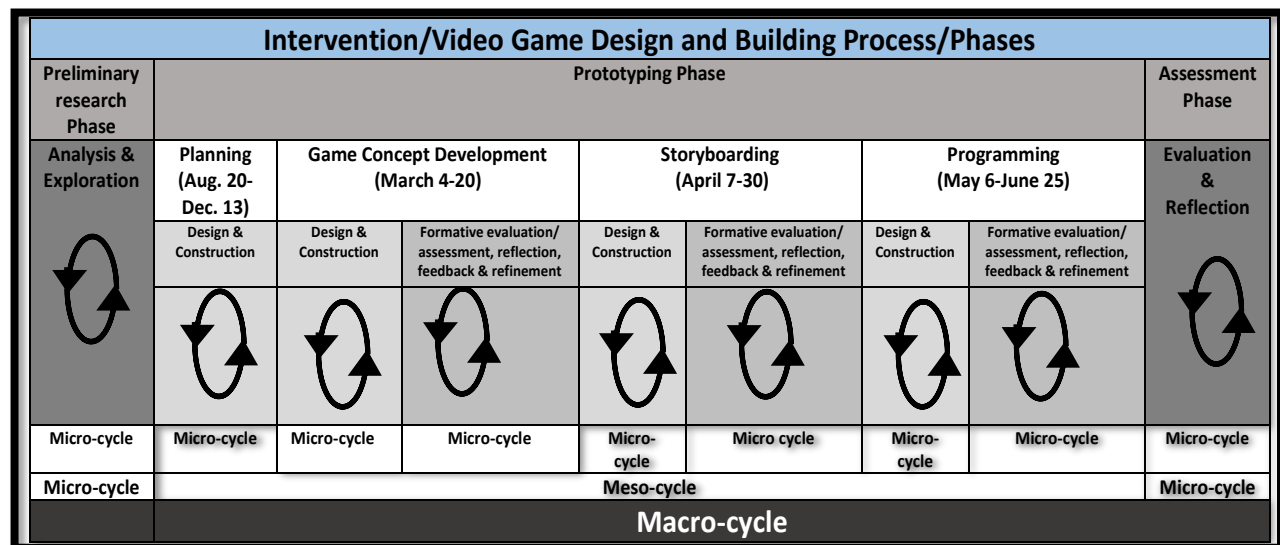 Intervention/Video Game Design and Building Process/Phases
Preliminary
research
Phase
Prototyping Phase
Assessment
Phase
Analysis &
Exploration
Planning
(Aug. 20-
Dec. 13)
Game Concept Development
(March 4-20)
Storyboarding
(April 7-30)
Programming
(May 6-June 25)
Evaluation
&
Reflection
Design &
Construction
Design &
Construction
Formative evaluation/
assessment, reflection,
feedback & refinement
Design &
Construction
Formative evaluation/
assessment, reflection,
feedback & refinement
Design &
Construction
Formative evaluation/
assessment, reflection,
feedback & refinement
Micro-cycle
Micro-cycle
Micro-cycle
Micro-cycle
Micro-
cycle
Micro cycle
Micro-
cycle
Micro-cycle
Micro-cycle
Micro-cycle
Meso-cycle
Micro-cycle
Macro-cycle